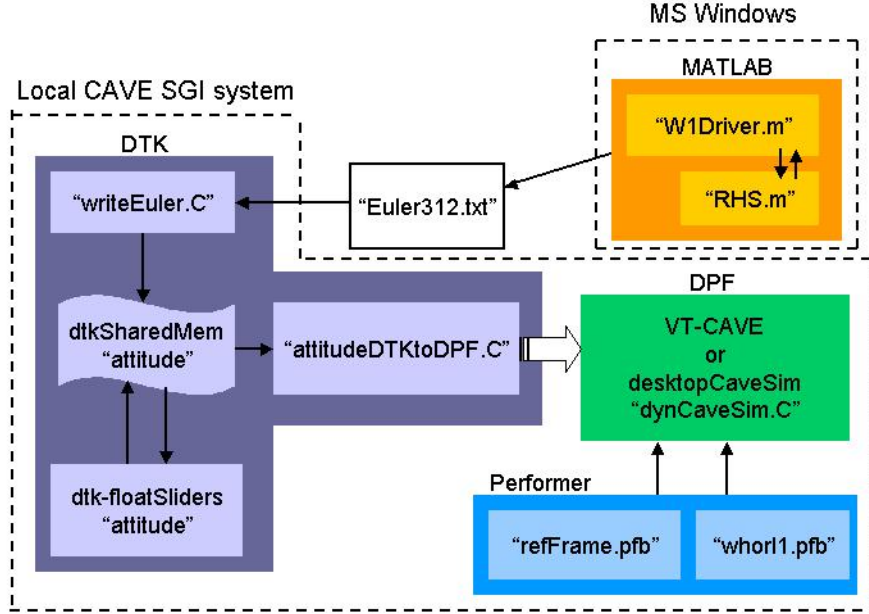 MS Windows
MATLAB
“W1Driver.m”
“RHS.m”
Local CAVE SGI system
DTK
“writeEuler.C”
“Euler312.txt”
dtkSharedMem
“attitude”
“attitudeDTKtoDPF.C”
DPF
VT-CAVE
or
desktopCaveSim
“dynCaveSim.C”
dtk-floatSliders
“attitude”
Performer
“refFrame.pfb”
“whorl1.pfb”